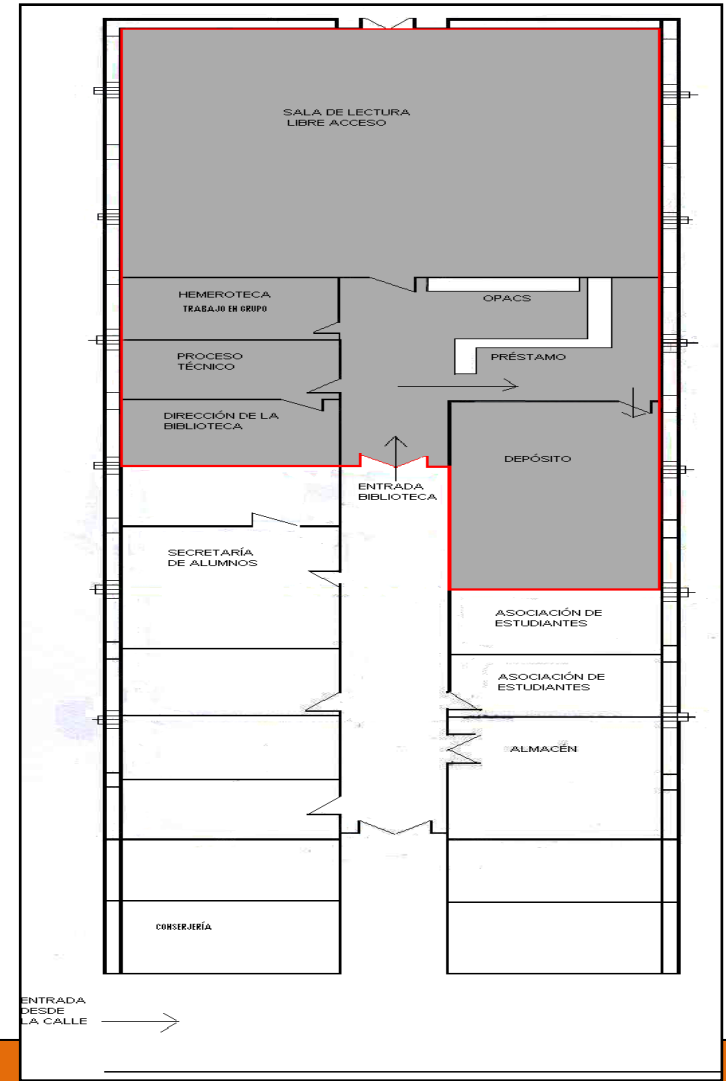 SALA DE LECTURA
LIBRE ACCESO
HEMEROTECA
TRABAJO EN GRUPO
OPACS
PROCESO
TÉCNICO
PRÉSTAMO
DIRECCIÓN DE LA
BIBLIOTECA
DEPÓSITO
ENTRADA
BIBLIOTECA
SECRETARÍA
DE ALUMNOS
ASOCIACIÓN DE
ESTUDIANTES
ASOCIACIÓN DE
ESTUDIANTES
ALMACÉN
CONSERJERÍA
ENTRADA
DESDE
LA CALLE